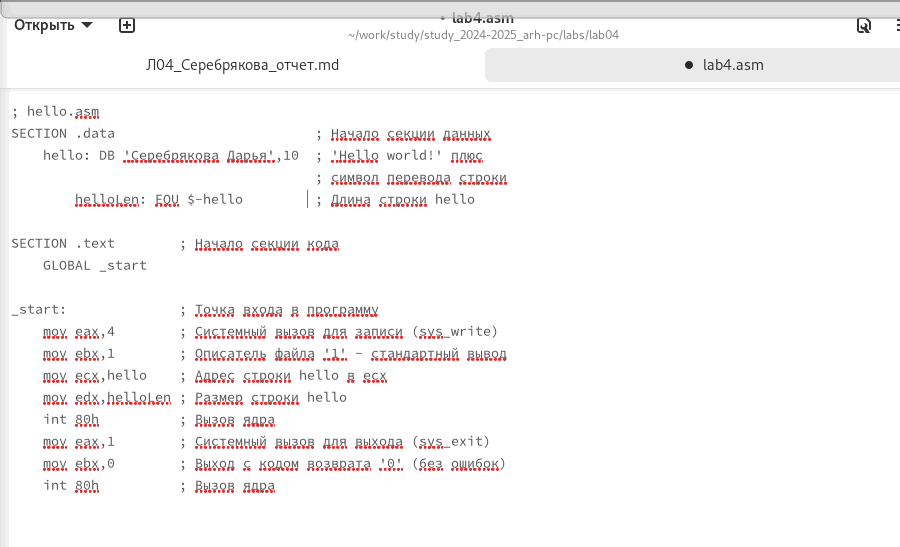 Открыть
• lab4.asm
~/work/study/study_2024-2025_arh-pc/labs/lab04
Л04_Серебрякова_отчет.md
● lab4.asm
; hello.asm
SECTION .data ; Начало секции данных
hello: DB 'Серебрякова Дарья',10 ; 'Hello world!' плюс
; символ перевода строки
helloLen: EQU $-hello ; Длина строки hello
SECTION .text ; Начало секции кода
GLOBAL _start
_start: ; Точка входа в программу
mov eax,4 ; Системный вызов для записи (sys_write)
mov ebx,1 ; Описатель файла '1' - стандартный вывод
mov ecx,hello ; Адрес строки hello в ecx
mov edx,helloLen ; Размер строки hello
int 80h ; Вызов ядра
mov eax,1 ; Системный вызов для выхода (sys_exit)
mov ebx,0 ; Выход с кодом возврата '0' (без ошибок)
int 80h ; Вызов ядра